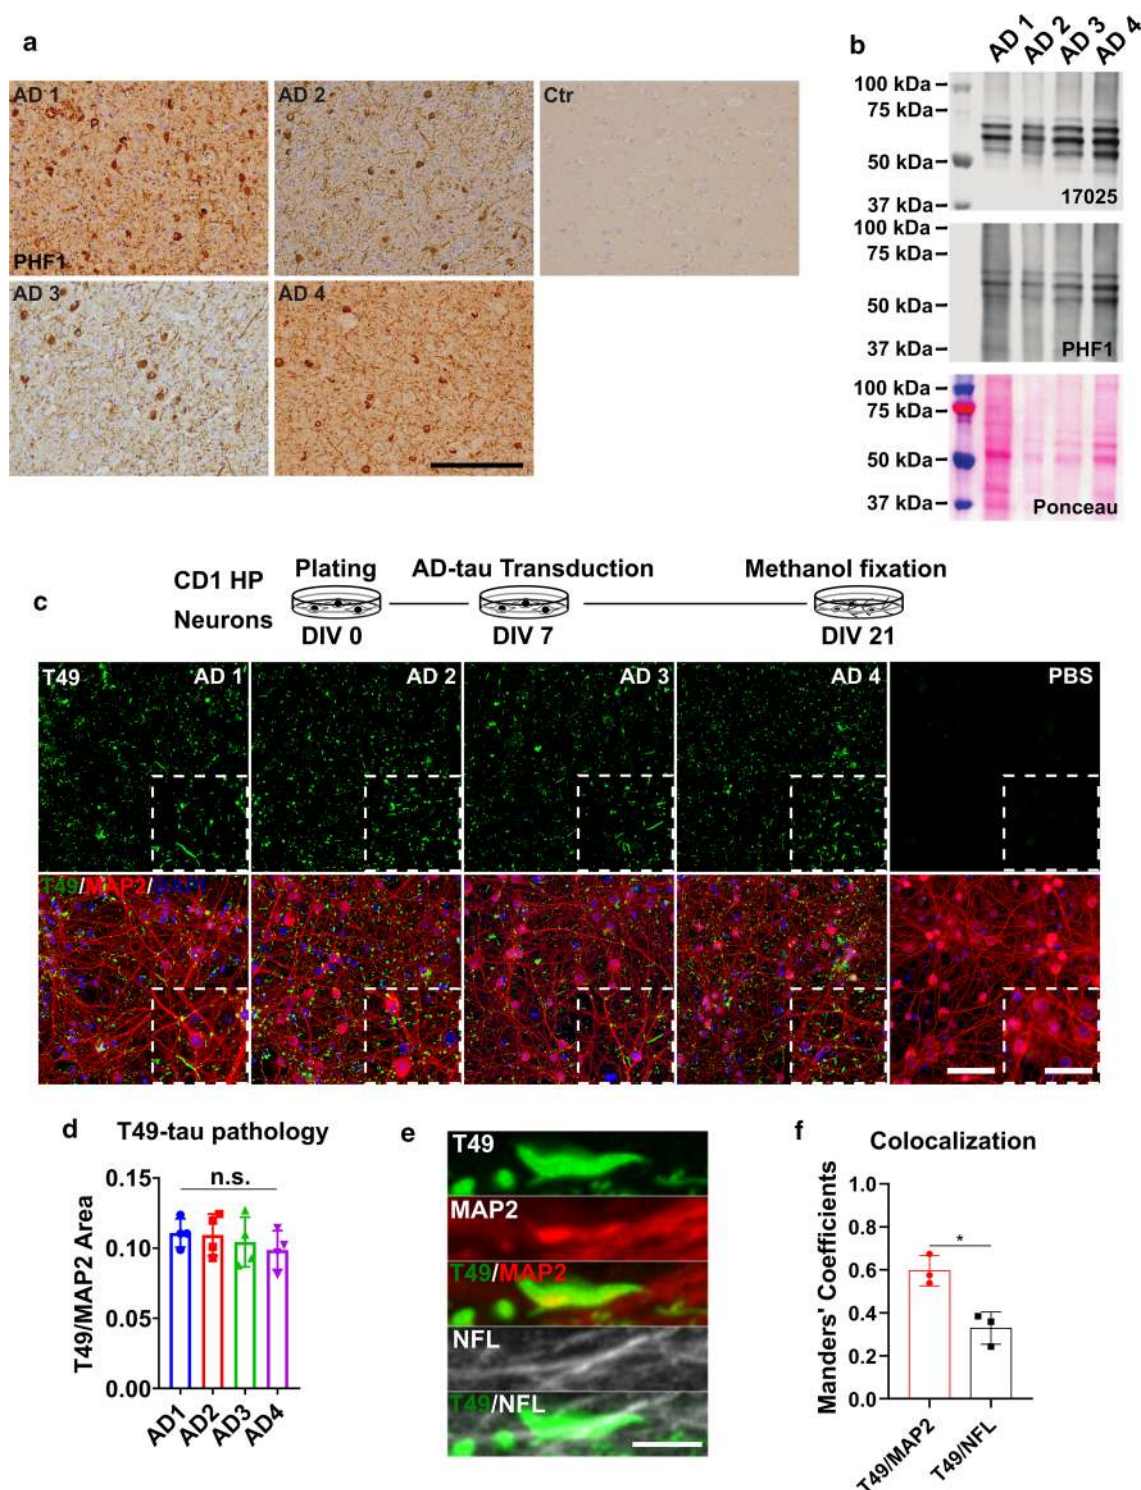 a
AD 1
AD 2
Ctr
PHF1
AD 3
AD 4
b
AD 1 AD 2 AD 3 AD 4
100 kDa
75 kDa
50 kDa
37 kDa
17025
100 kDa
75 kDa
50 kDa
37 kDa
PHF1
100 kDa
75 kDa
50 kDa
37 kDa
Ponceau
c
CD1 HP
Neurons
Plating
AD-tau Transduction
Methanol fixation
DIV 0
DIV 7
DIV 21
T49
AD 1
AD 2
AD 3
AD 4
PBS
T49/MAP2/DAPI
d
T49-tau pathology
T49/MAP2 Area
0.15
0.10
0.05
0.00
n.s.
AD1 AD2 AD3 AD4
e
T49
MAP2
T49/MAP2
NFL
T49/NFL
f
Colocalization
Manders' Coefficients
1.0
0.8
0.6
0.4
0.2
0.0
*
T49/MAP2
T49/NFL